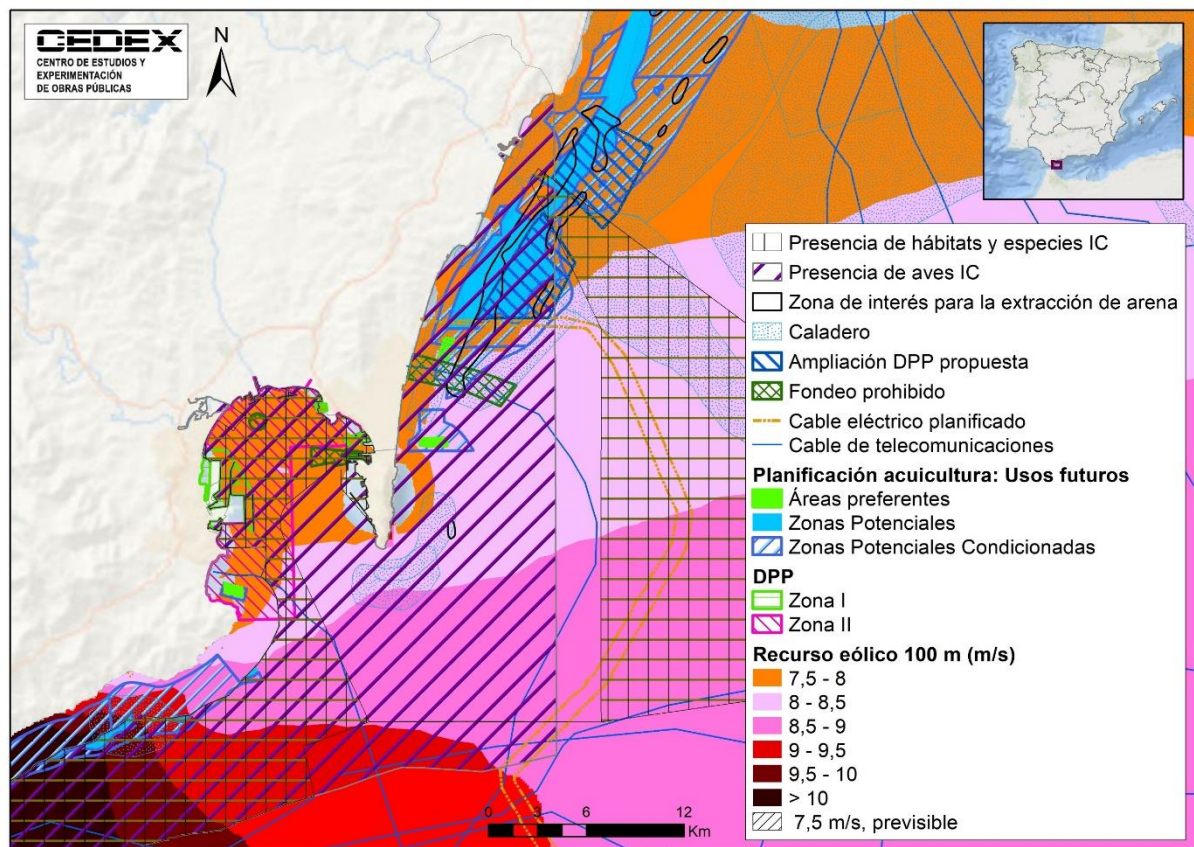 CEDEX
CENTRO DE ESTUDIOS Y
EXPERIMENTACIÓN
DE OBRAS PÚBLICAS
N
Presencia de hábitats y especies IC
Presencia de aves IC
Zona de interés para la extracción de arena
Caladero
Ampliación DPP propuesta
Fondeo prohibido
Cable eléctrico planificado
Cable de telecomunicaciones
Planificación acuicultura: Usos futuros
Áreas preferentes
Zonas Potenciales
Zonas Potenciales Condicionadas
DPP
Zona I
Zona II
Recurso eólico 100 m (m/s)
7,5 - 8
8 - 8,5
8,5 - 9
9 - 9,5
9,5 - 10
> 10
7,5 m/s, previsible
0 3 6 12
Km